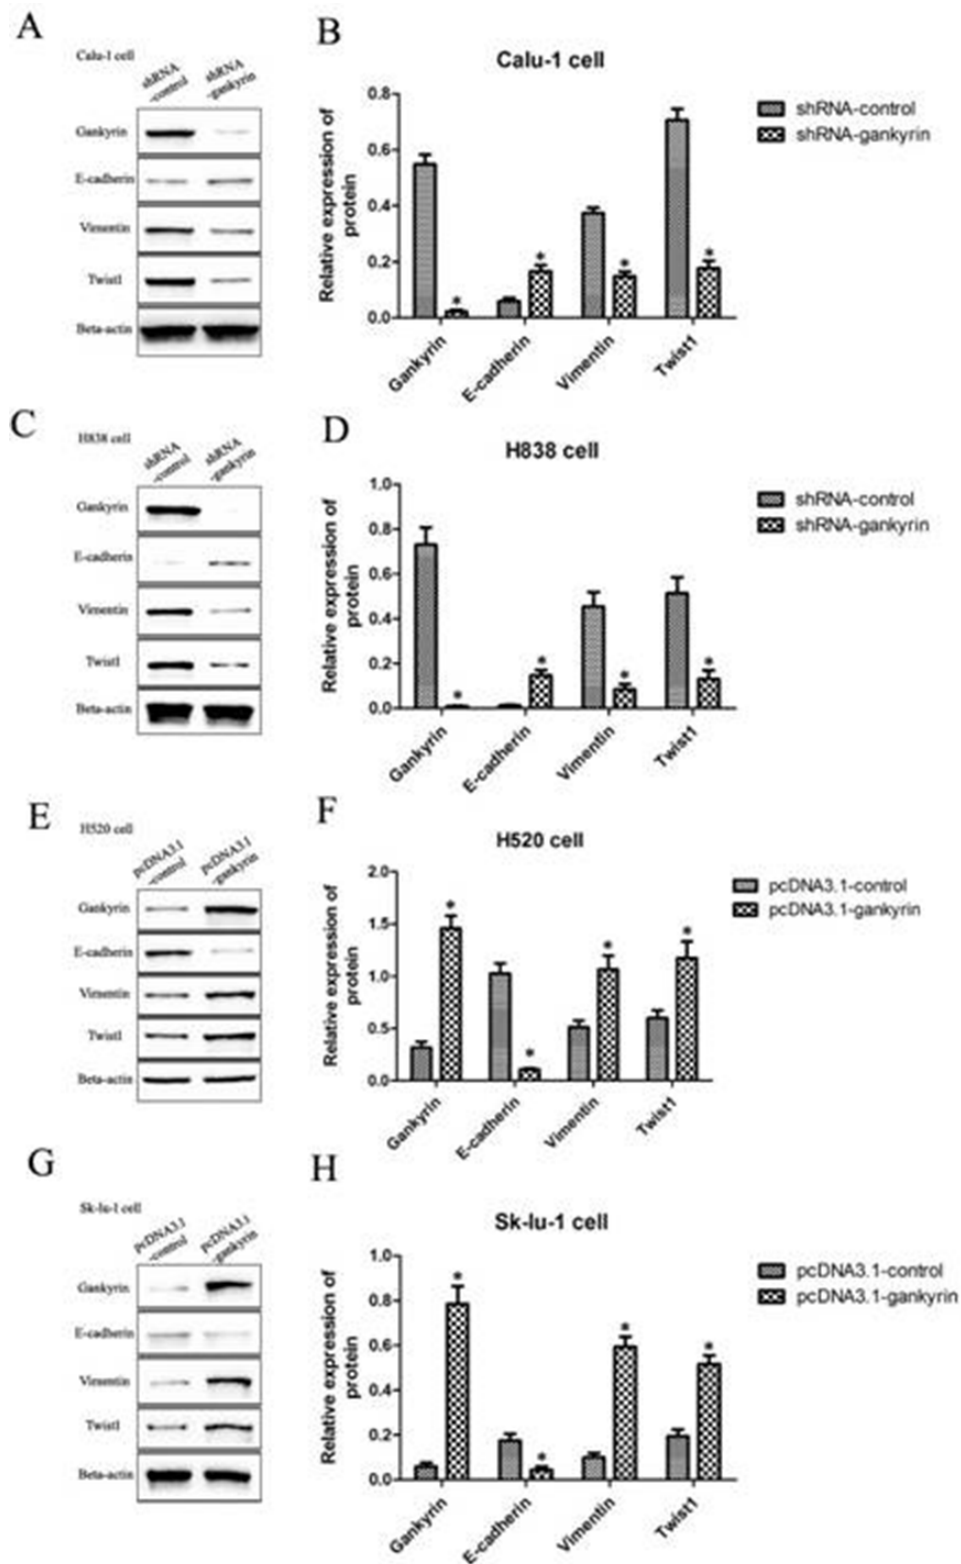 A
Calu-1 cell
shRNA
-control
shRNA
-gankyrin
Gankyrin
E-cadherin
Vimentin
Twist1
Beta-actin
B
Calu-1 cell
Relative expression of
protein
0.8
0.6
0.4
0.2
0.0
*
*
*
*
Gankyrin
E-cadherin
Vimentin
Twist1
shRNA-control
shRNA-gankyrin
C
H838 cell
shRNA
-control
shRNA
-gankyrin
Gankyrin
E-cadherin
Vimentin
Twist1
Beta-actin
D
H838 cell
Relative expression of
protein
1.0
0.8
0.6
0.4
0.2
0.0
*
*
*
*
Gankyrin
E-cadherin
Vimentin
Twist1
shRNA-control
shRNA-gankyrin
E
H520 cell
pcDNA3.1
-control
pcDNA3.1
-gankyrin
Gankyrin
E-cadherin
Vimentin
Twist1
Beta-actin
F
H520 cell
Relative expression of
protein
2.0
1.5
1.0
0.5
0.0
*
*
*
*
Gankyrin
E-cadherin
Vimentin
Twist1
pcDNA3.1-control
pcDNA3.1-gankyrin
G
Sk-lu-1 cell
pcDNA3.1
-control
pcDNA3.1
-gankyrin
Gankyrin
E-cadherin
Vimentin
Twist1
Beta-actin
H
Sk-lu-1 cell
Relative expression of
protein
1.0
0.8
0.6
0.4
0.2
0.0
*
*
*
*
Gankyrin
E-cadherin
Vimentin
Twist1
pcDNA3.1-control
pcDNA3.1-gankyrin